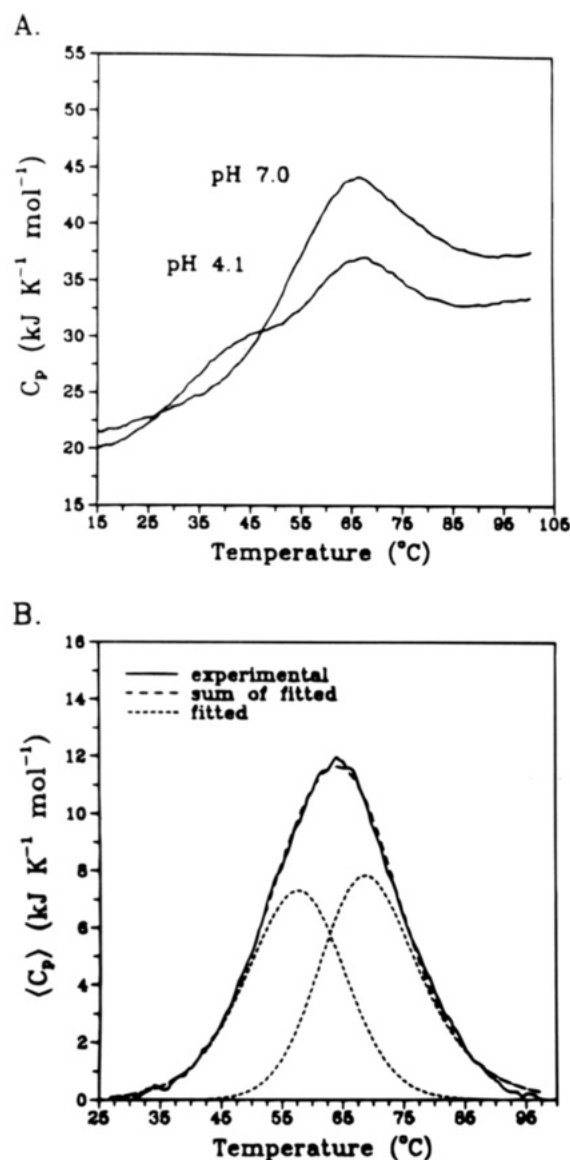 A.
55
50
45
40
35
30
25
20
15
C_p (kJ K⁻¹ mol⁻¹)
pH 7.0
pH 4.1
15 25 35 45 55 65 75 85 95 105
Temperature (°C)
B.
16
14
12
10
8
6
4
2
0
⟨C_p⟩ (kJ K⁻¹ mol⁻¹)
experimental
sum of fitted
fitted
25 35 45 55 65 75 85 95
Temperature (°C)